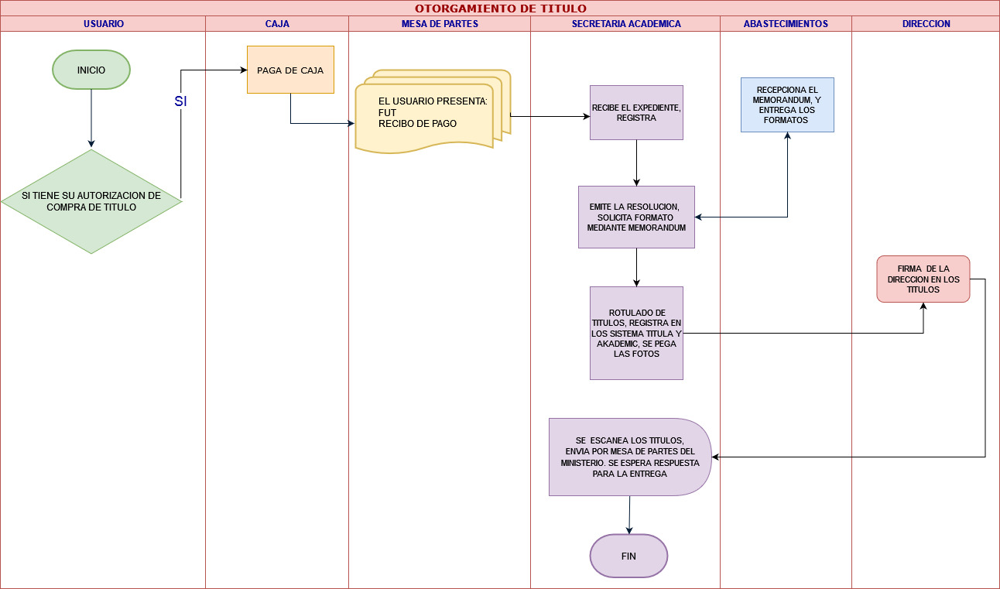 OTORGAMIENTO DE TITULO
USUARIO
CAJA
MESA DE PARTES
SECRETARIA ACADEMICA
ABASTECIMIENTOS
DIRECCION
INICIO
SI TIENE SU AUTORIZACION DE
COMPRA DE TITULO
SI
PAGA DE CAJA
EL USUARIO PRESENTA:
FUT
RECIBO DE PAGO
RECIBE EL EXPEDIENTE,
REGISTRA
RECEPCIONA EL
MEMORANDUM, Y
ENTREGA LOS
FORMATOS
EMITE LA RESOLUCION,
SOLICITA FORMATO
MEDIANTE MEMORANDUM
ROTULADO DE
TITULOS, REGISTRA EN
LOS SISTEMA TITULA Y
AKADEMIC, SE PEGA
LAS FOTOS
FIRMA DE LA
DIRECCION EN LOS
TITULOS
SE ESCANEA LOS TITULOS,
ENVIA POR MESA DE PARTES DEL
MINISTERIO. SE ESPERA RESPUESTA
PARA LA ENTREGA
FIN